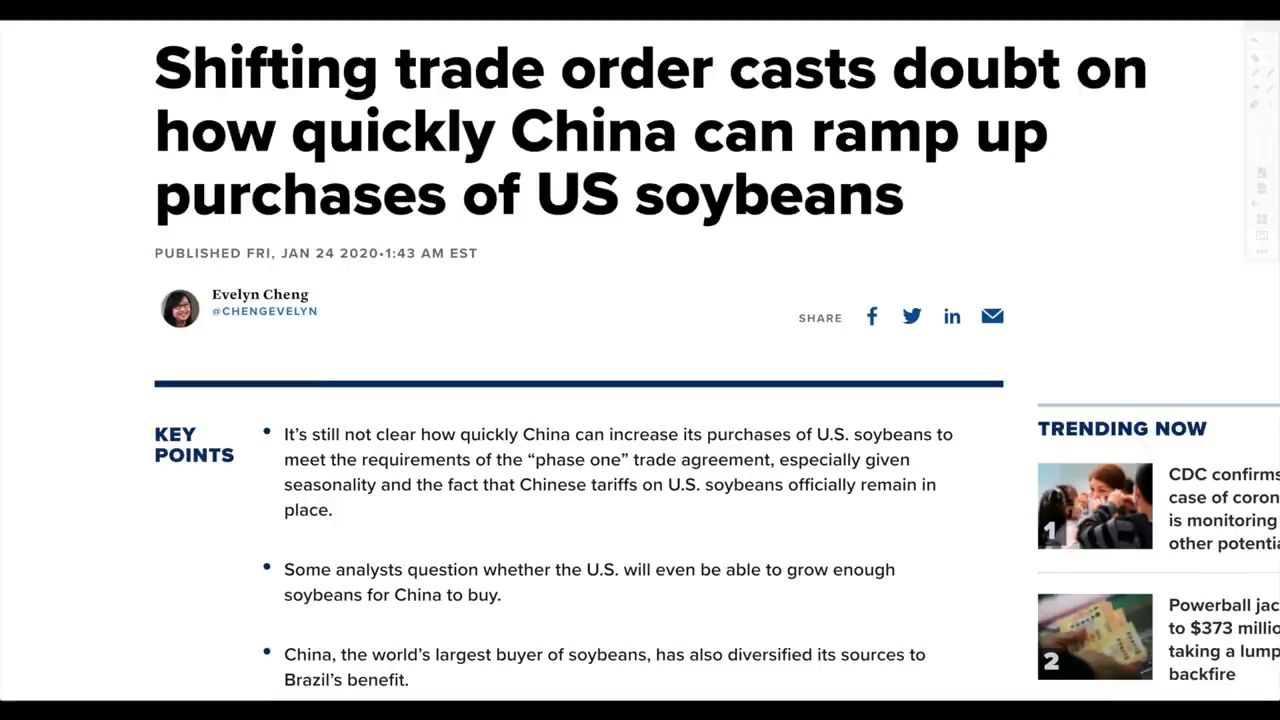 Shifting trade order casts doubt on
how quickly China can ramp up
purchases of US soybeans
PUBLISHED FRI, JAN 24 2020•1:43 AM EST
Evelyn Cheng
@CHENGEVELYN
SHARE
KEY
POINTS
• It’s still not clear how quickly China can increase its purchases of U.S. soybeans to
meet the requirements of the “phase one” trade agreement, especially given
seasonality and the fact that Chinese tariffs on U.S. soybeans officially remain in
place.
• Some analysts question whether the U.S. will even be able to grow enough
soybeans for China to buy.
• China, the world’s largest buyer of soybeans, has also diversified its sources to
Brazil’s benefit.
TRENDING NOW
1
CDC confirms
case of coron
is monitoring
other potentia
2
Powerball jac
to $373 millio
taking a lump
backfire